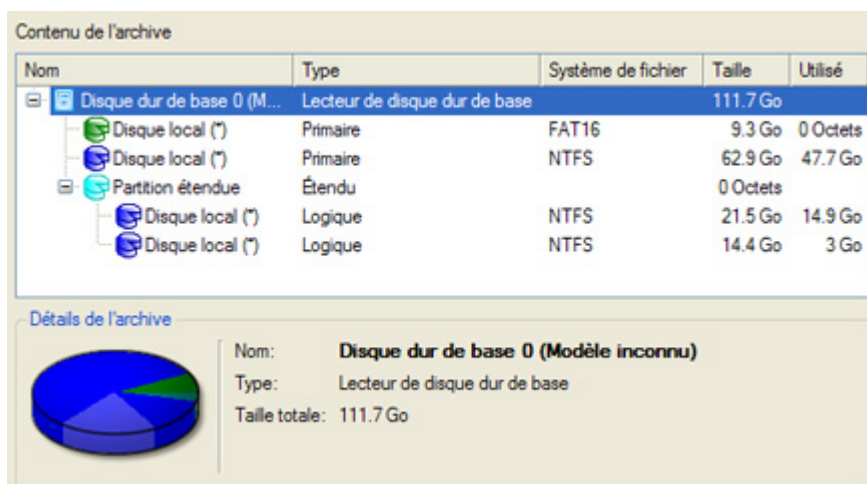 Contenu de l'archive
Nom Type Système de fichier Taille Utilisé
Disque dur de base 0 (M... Lecteur de disque dur de base 111.7 Go
Disque local (*) Primaire FAT16 9.3 Go 0 Octets
Disque local (*) Primaire NTFS 62.9 Go 47.7 Go
Partition étendue Étendu 0 Octets
Disque local (*) Logique NTFS 21.5 Go 14.9 Go
Disque local (*) Logique NTFS 14.4 Go 3 Go
Détails de l'archive
Nom: Disque dur de base 0 (Modèle inconnu)
Type: Lecteur de disque dur de base
Taille totale: 111.7 Go